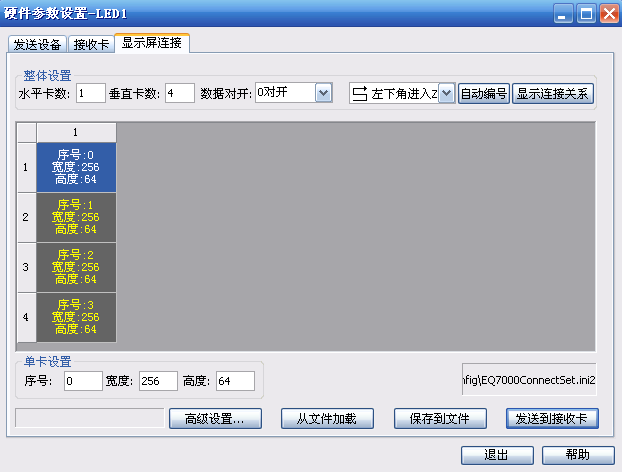 硬件参数设置-LED1
发送设备 接收卡 显示屏连接
整体设置
水平卡数: 1 垂直卡数: 4 数据对开: 0对开 左下角进入Z 自动编号 显示连接关系
1
1
序号:0
宽度:256
高度:64
2
序号:1
宽度:256
高度:64
3
序号:2
宽度:256
高度:64
4
序号:3
宽度:256
高度:64
单卡设置
序号: 0 宽度: 256 高度: 64
nfig\EQ7000ConnectSet.ini2
高级设置... 从文件加载 保存到文件 发送到接收卡
退出 帮助